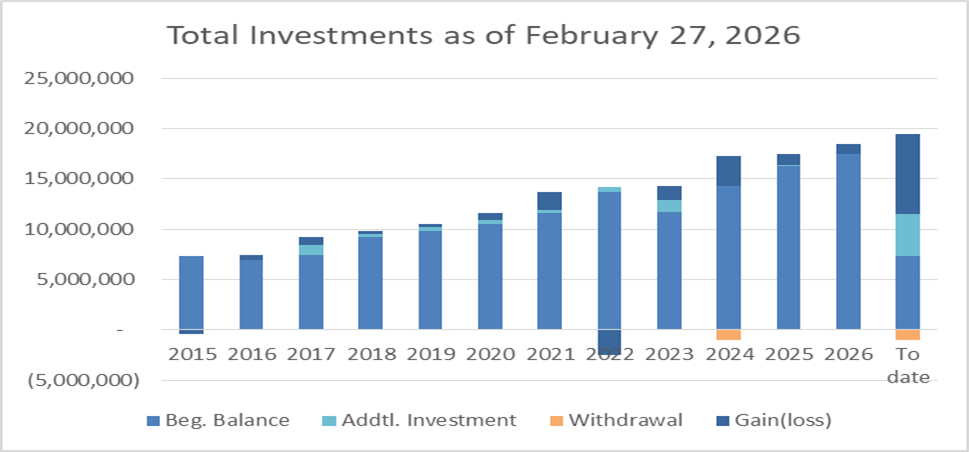 Total Investments as of February 27, 2026
25,000,000
20,000,000
15,000,000
10,000,000
5,000,000
-
(5,000,000)
2015 2016 2017 2018 2019 2020 2021 2022 2023 2024 2025 2026 To
date
Beg. Balance Addtl. Investment Withdrawal Gain(loss)